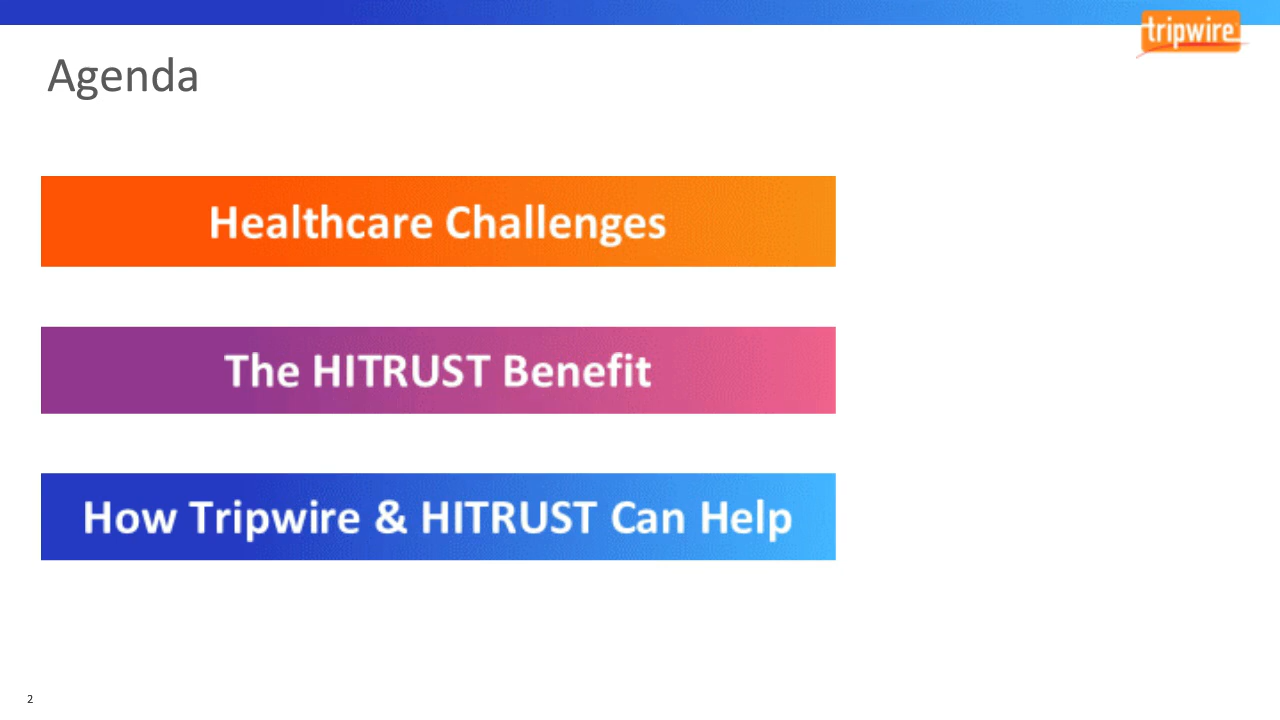 tripwire
Agenda
Healthcare Challenges
The HITRUST Benefit
How Tripwire & HITRUST Can Help
2